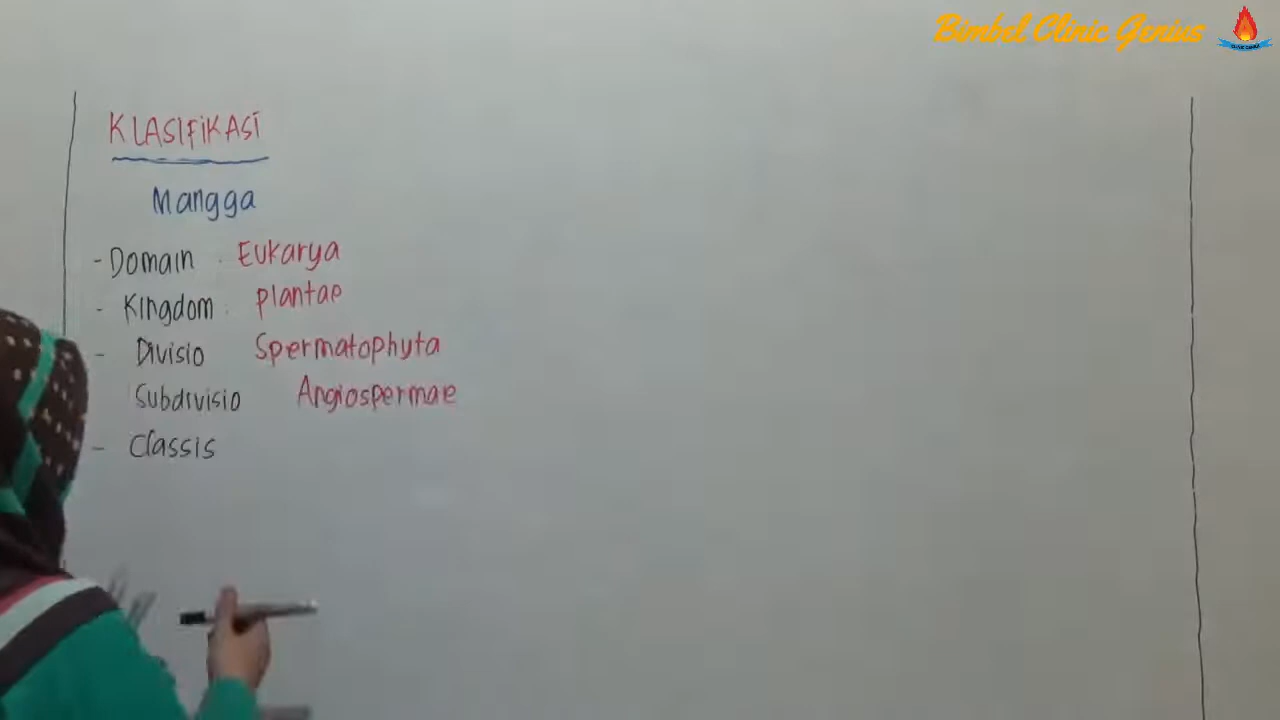 Bimbel Clinic Genius
KLASIFIKASI
Mangga
- Domain . Eukarya
- Kingdom . plantae
- Divisio Spermatophyta
Subdivisio Angiospermae
- Classis